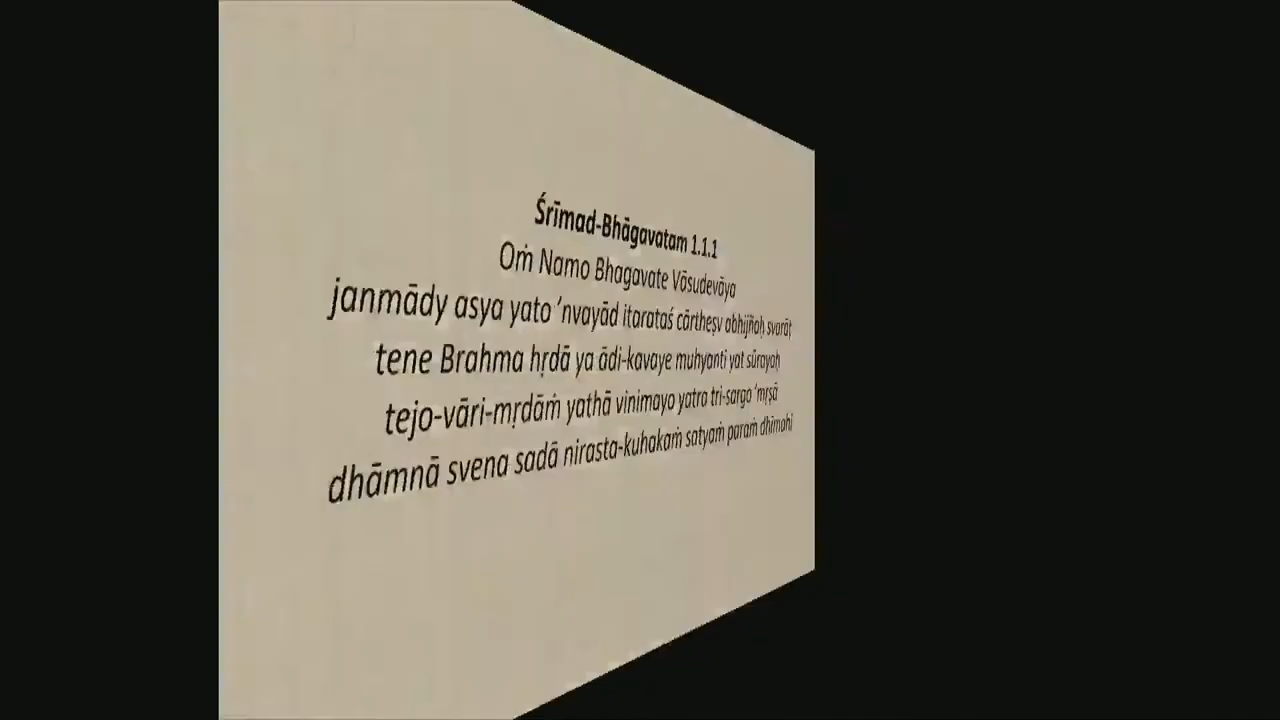 Śrīmad-Bhāgavatam 1.1.1
Oṁ Namo Bhagavate Vāsudevāya
janmādy asya yato ’nvayād itarataś cārtheṣv abhijñaḥ svarāṭ
tene Brahma hṛdā ya ādi-kavaye muhyanti yat sūrayaḥ
tejo-vāri-mṛdāṁ yathā vinimayo yatra tri-sargo ’mṛṣā
dhāmnā svena sadā nirasta-kuhakaṁ satyaṁ paraṁ dhīmahi